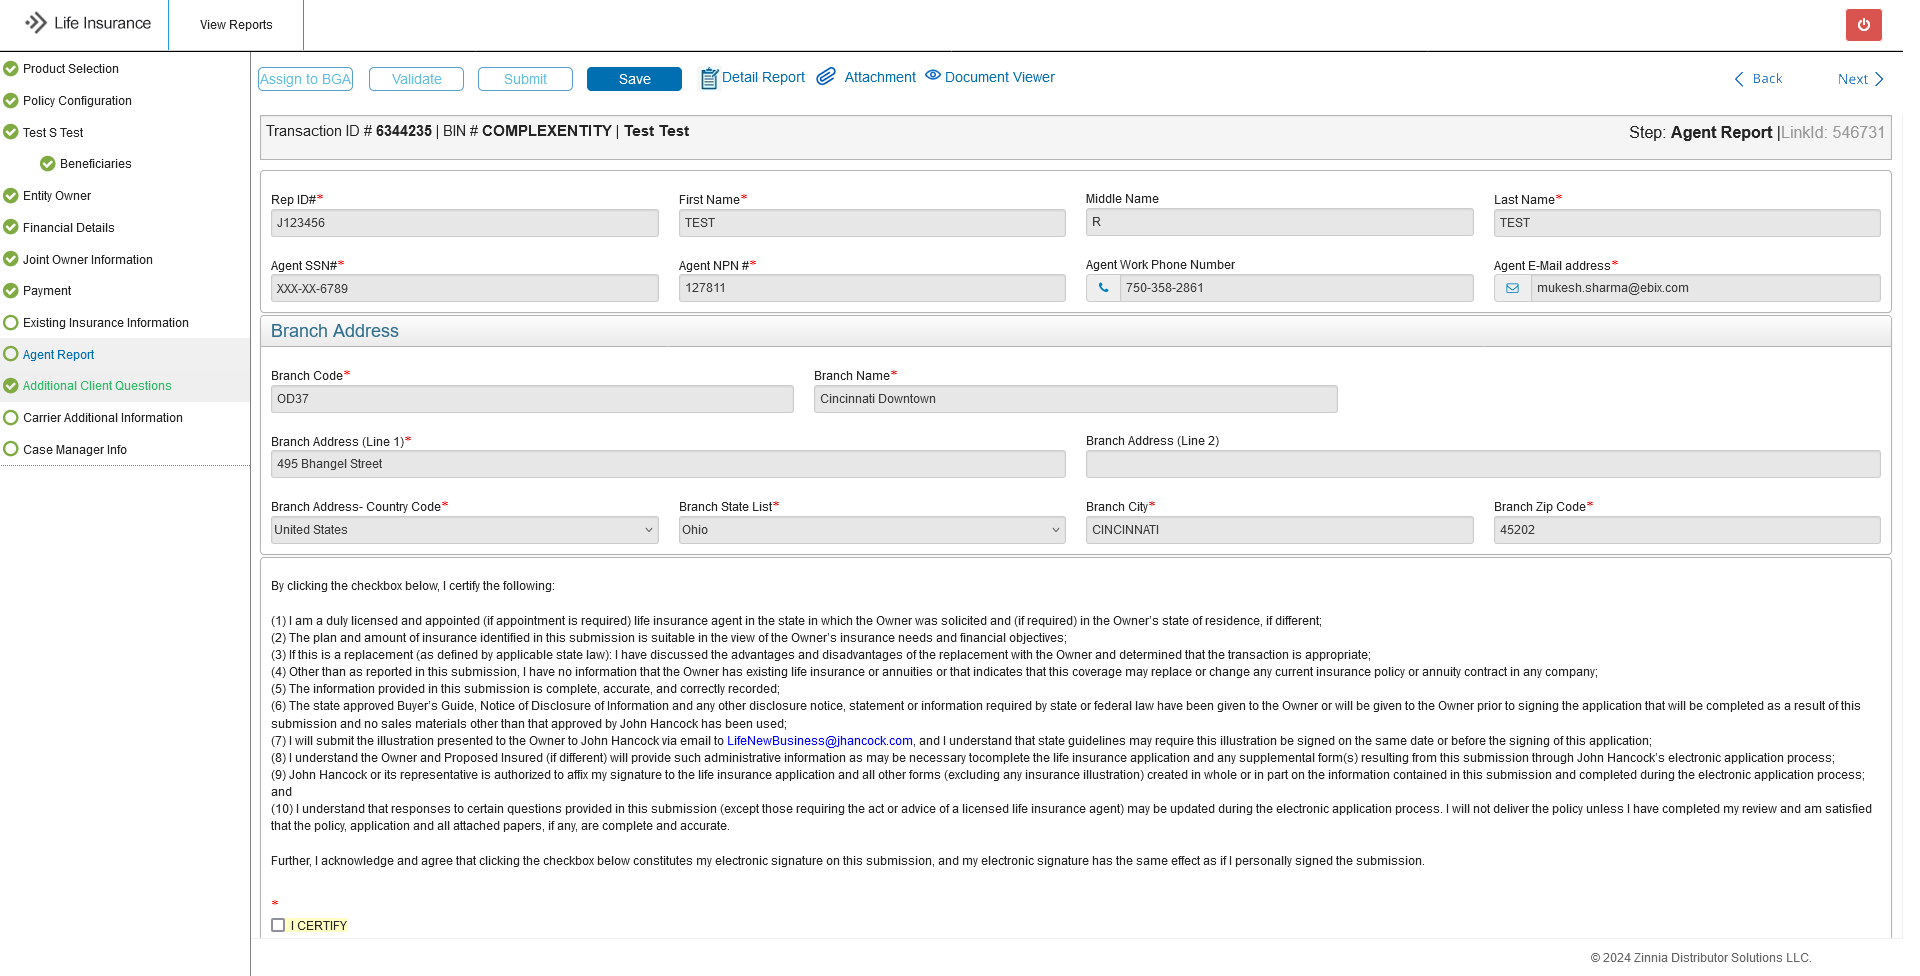 Life Insurance
View Reports
Product Selection
Policy Configuration
Test S Test
Beneficiaries
Entity Owner
Financial Details
Joint Owner Information
Payment
Existing Insurance Information
Agent Report
Additional Client Questions
Carrier Additional Information
Case Manager Info
Assign to BGA Validate Submit Save Detail Report Attachment Document Viewer Back Next
Transaction ID # 6344235 | BIN # COMPLEXENTITY | Test Test
Step: Agent Report |LinkId: 546731
Rep ID#* First Name* Middle Name Last Name*
J123456 TEST R TEST
Agent SSN#* Agent NPN #* Agent Work Phone Number Agent E-Mail address*
XXX-XX-6789 127811 750-358-2861 mukesh.sharma@ebix.com
Branch Address
Branch Code* Branch Name*
OD37 Cincinnati Downtown
Branch Address (Line 1)* Branch Address (Line 2)
495 Bhangel Street
Branch Address- Country Code* Branch State List* Branch City* Branch Zip Code*
United States Ohio CINCINNATI 45202
By clicking the checkbox below, I certify the following:
(1) I am a duly licensed and appointed (if appointment is required) life insurance agent in the state in which the Owner was solicited and (if required) in the Owner's state of residence, if different;
(2) The plan and amount of insurance identified in this submission is suitable in the view of the Owner's insurance needs and financial objectives;
(3) If this is a replacement (as defined by applicable state law): I have discussed the advantages and disadvantages of the replacement with the Owner and determined that the transaction is appropriate;
(4) Other than as reported in this submission, I have no information that the Owner has existing life insurance or annuities or that indicates that this coverage may replace or change any current insurance policy or annuity contract in any company;
(5) The information provided in this submission is complete, accurate, and correctly recorded;
(6) The state approved Buyer's Guide, Notice of Disclosure of Information and any other disclosure notice, statement or information required by state or federal law have been given to the Owner or will be given to the Owner prior to signing the application that will be completed as a result of this
submission and no sales materials other than that approved by John Hancock has been used;
(7) I will submit the illustration presented to the Owner to John Hancock via email to LifeNewBusiness@jhancock.com, and I understand that state guidelines may require this illustration be signed on the same date or before the signing of this application;
(8) I understand the Owner and Proposed Insured (if different) will provide such administrative information as may be necessary tocomplete the life insurance application and any supplemental form(s) resulting from this submission through John Hancock's electronic application process;
(9) John Hancock or its representative is authorized to affix my signature to the life insurance application and all other forms (excluding any insurance illustration) created in whole or in part on the information contained in this submission and completed during the electronic application process;
and
(10) I understand that responses to certain questions provided in this submission (except those requiring the act or advice of a licensed life insurance agent) may be updated during the electronic application process. I will not deliver the policy unless I have completed my review and am satisfied
that the policy, application and all attached papers, if any, are complete and accurate.
Further, I acknowledge and agree that clicking the checkbox below constitutes my electronic signature on this submission, and my electronic signature has the same effect as if I personally signed the submission.
*
I CERTIFY
© 2024 Zinnia Distributor Solutions LLC.